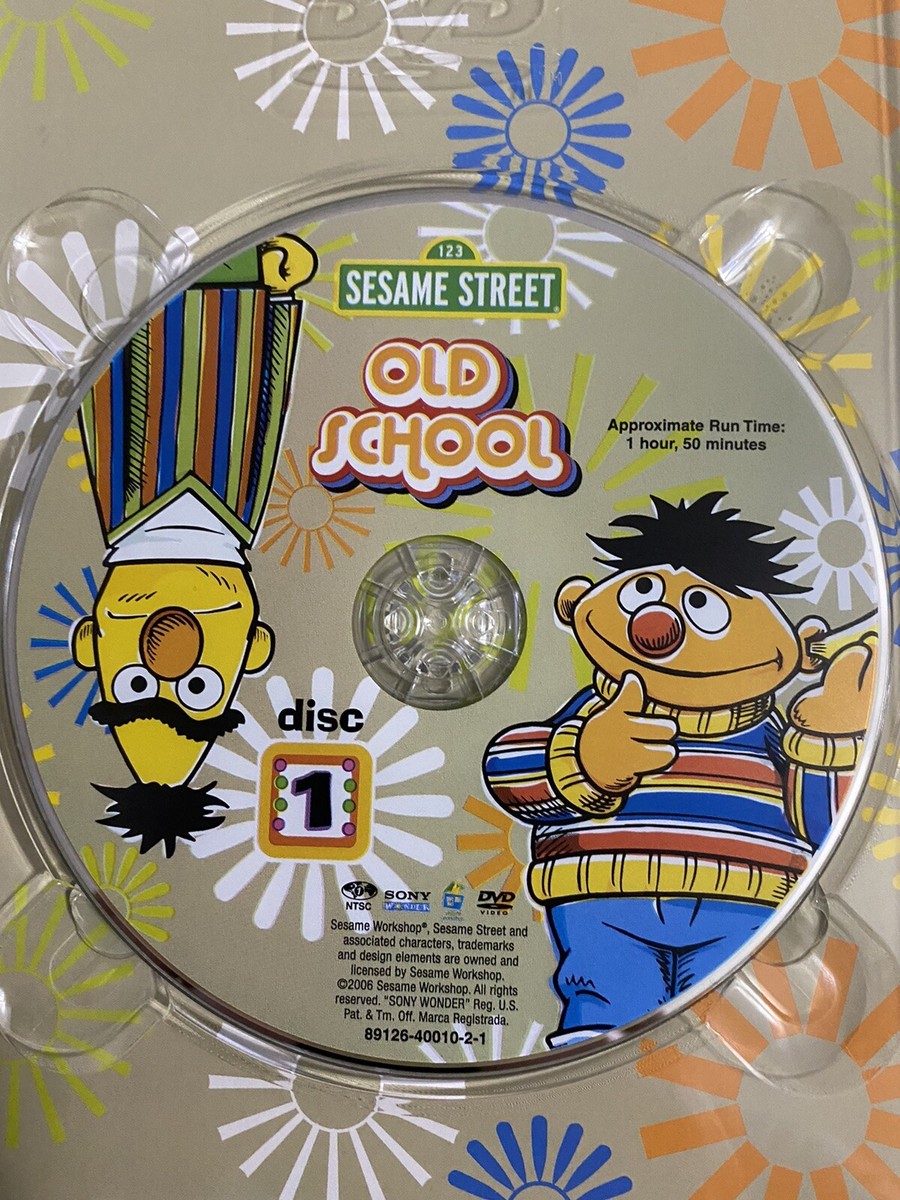 DVD
123
SESAME STREET
OLD
SCHOOL
Approximate Run Time:
1 hour, 50 minutes
disc
1
NTSC
SONY
WONDER
DVD
VIDEO
Sesame Workshop®, Sesame Street and
associated characters, trademarks
and design elements are owned and
licensed by Sesame Workshop.
©2006 Sesame Workshop. All rights
reserved. "SONY WONDER" Reg. U.S.
Pat. & Tm. Off. Marca Registrada.
89126-40010-2-1